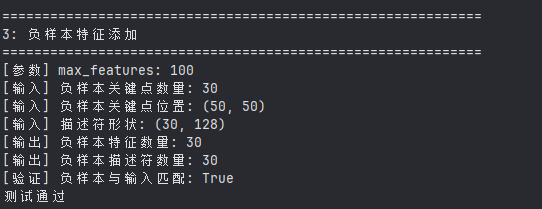 ============================================================
3: 负样本特征添加
============================================================
[参数] max_features: 100
[输入] 负样本关键点数量: 30
[输入] 负样本关键点位置: (50, 50)
[输入] 描述符形状: (30, 128)
[输出] 负样本特征数量: 30
[输出] 负样本描述符数量: 30
[验证] 负样本与输入匹配: True
测试通过